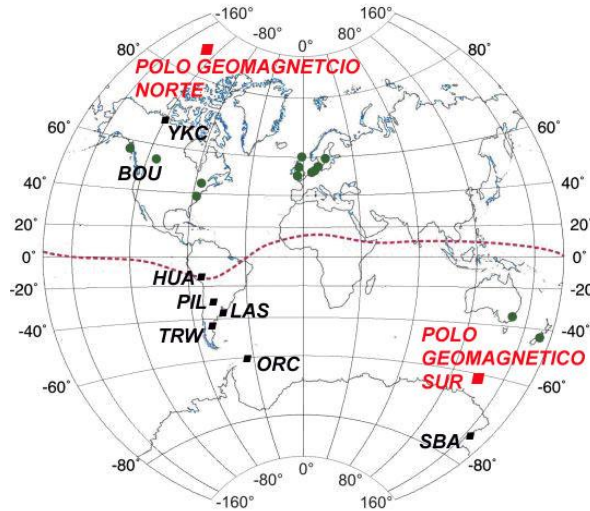 -160° 160°
-80° 0° 80°
80° 80°
POLO GEOMAGNETCIO
NORTE
60° 60°
YKC
BOU
40° 40°
20° 20°
0° 0°
HUA
-20° -20°
PIL LAS
TRW
-40° -40°
POLO
GEOMAGNETICO
SUR
ORC
-60° -60°
SBA
-80° -80°
-80° 0° 80°
-160° 160°